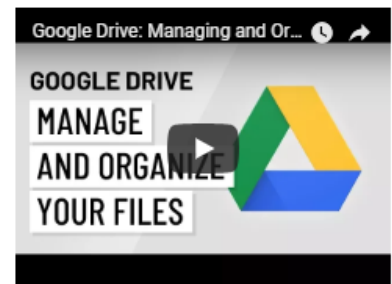 Google Drive: Managing and Or...
GOOGLE DRIVE
MANAGE
AND ORGANIZE
YOUR FILES